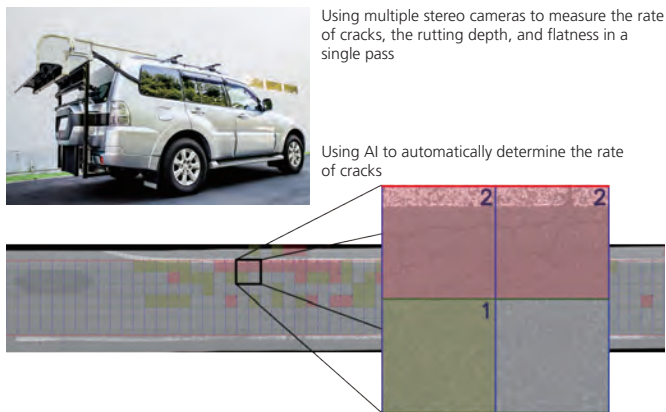 Using multiple stereo cameras to measure the rate
of cracks, the rutting depth, and flatness in a
single pass
Using AI to automatically determine the rate
of cracks
2
2
1